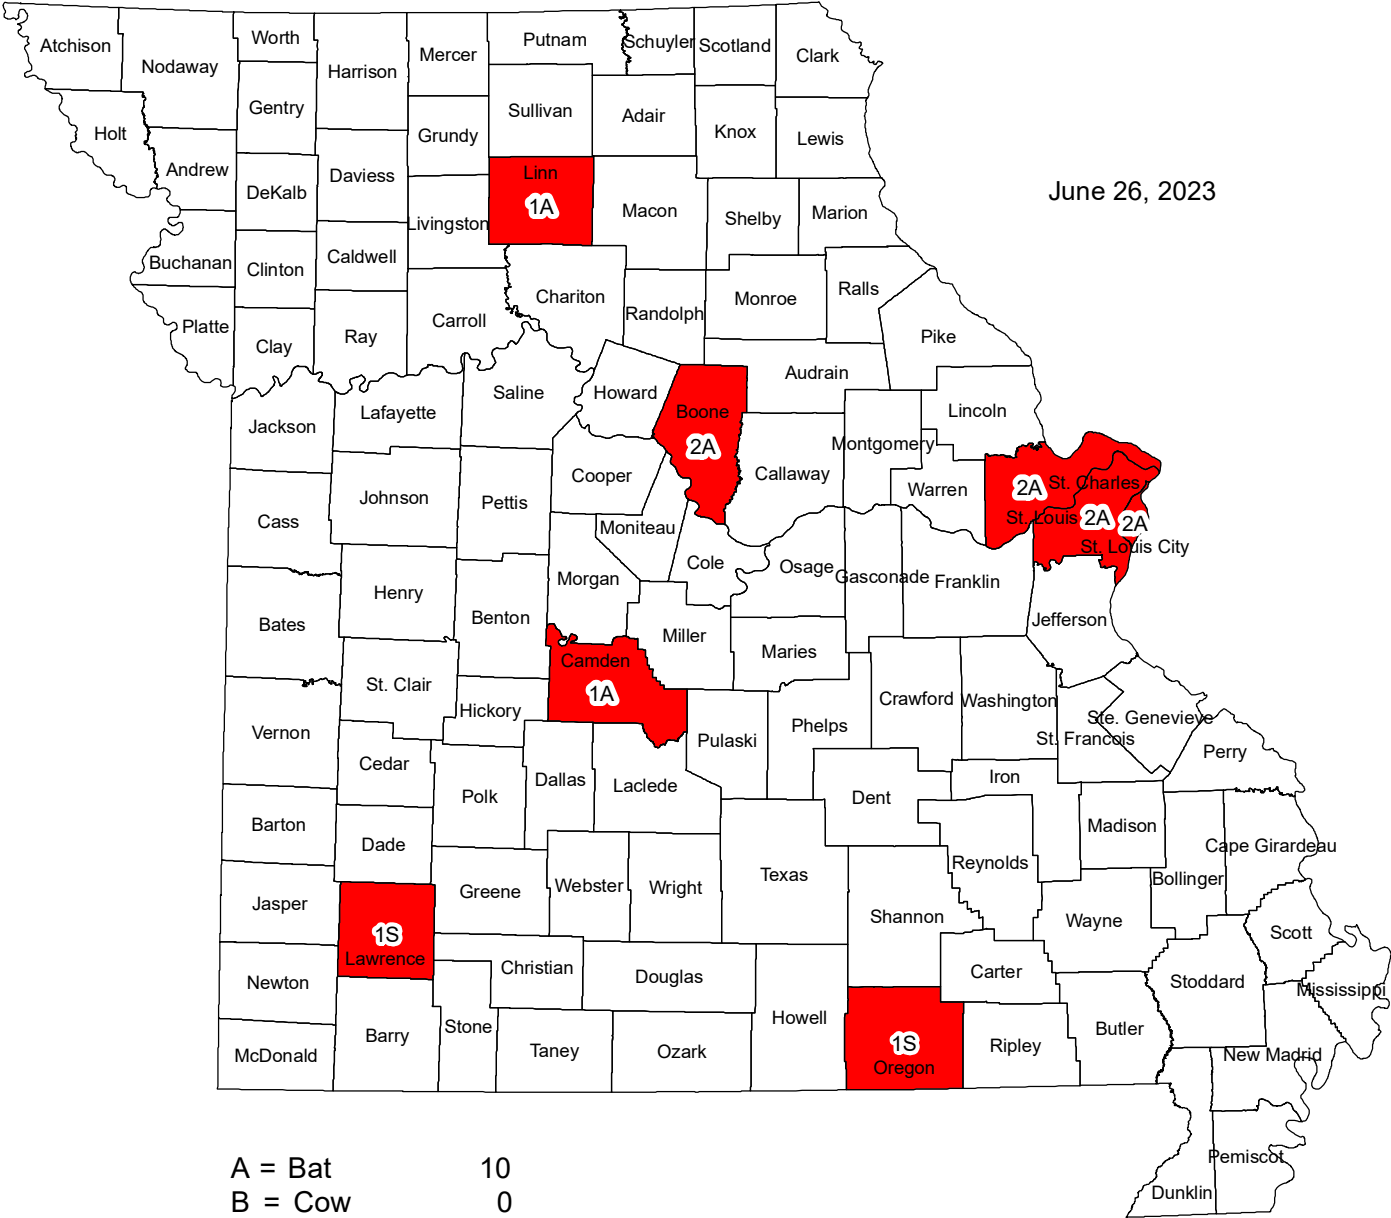 Atchison
Nodaway
Worth
Harrison
Mercer
Putnam
Schuyler
Scotland
Clark
Holt
Gentry
Sullivan
Adair
Knox
Lewis
Andrew
DeKalb
Daviess
Grundy
Linn
1A
Macon
Shelby
Marion
June 26, 2023
Livingston
Buchanan
Clinton
Caldwell
Chariton
Randolph
Monroe
Ralls
Platte
Clay
Ray
Carroll
Pike
Saline
Howard
Audrain
Jackson
Lafayette
Boone
2A
Lincoln
Montgomery
Cooper
Callaway
Warren
2A
St. Charles
Johnson
Pettis
Cass
Moniteau
St. Louis
2A
2A
St. Louis City
Cole
Osage
Gasconade
Franklin
Morgan
Henry
Benton
Bates
Miller
Jefferson
Maries
Camden
1A
St. Clair
Hickory
Crawford
Washington
Ste. Genevieve
Vernon
Pulaski
Phelps
St. Francois
Perry
Cedar
Dallas
Laclede
Iron
Polk
Dent
Barton
Madison
Dade
Cape Girardeau
Reynolds
Texas
Bollinger
Jasper
Greene
Webster
Wright
Shannon
Wayne
Scott
1S
Lawrence
Christian
Douglas
Carter
Newton
Stoddard
Mississippi
Howell
Stone
Barry
Butler
McDonald
Taney
Ozark
1S
Oregon
Ripley
New Madrid
Pemiscot
Dunklin
A = Bat 10
B = Cow 0